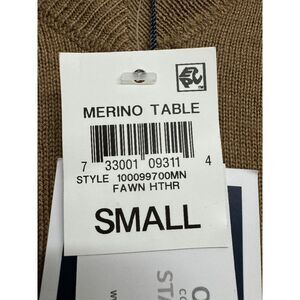 MERINO TABLE
7 33001 09311 4
STYLE 100099700MN
FAWN HTHR
SMALL